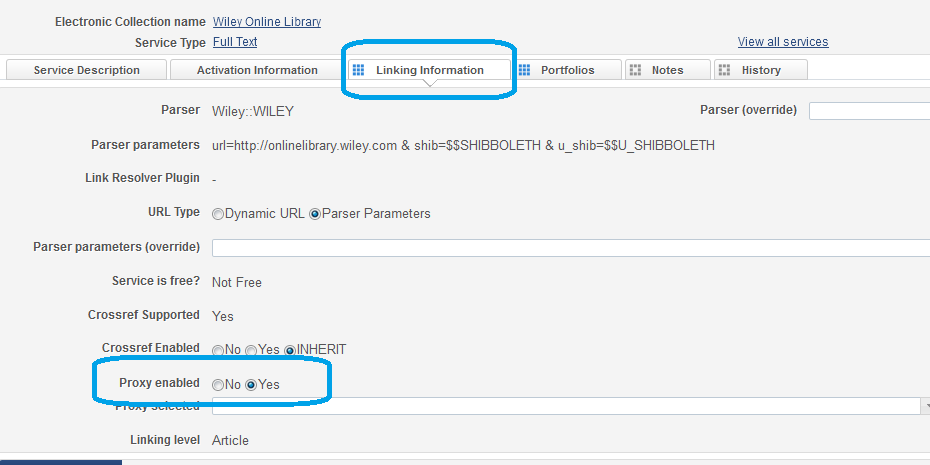 Electronic Collection name Wiley Online Library
Service Type Full Text View all services
Service Description Activation Information Linking Information Portfolios Notes History
Parser Wiley::WILEY Parser (override)
Parser parameters url=http://onlinelibrary.wiley.com & shib=$$SHIBBOLETH & u_shib=$$U_SHIBBOLETH
Link Resolver Plugin -
URL Type Dynamic URL Parser Parameters
Parser parameters (override)
Service is free? Not Free
Crossref Supported Yes
Crossref Enabled No Yes INHERIT
Proxy enabled No Yes
Proxy selected
Linking level Article